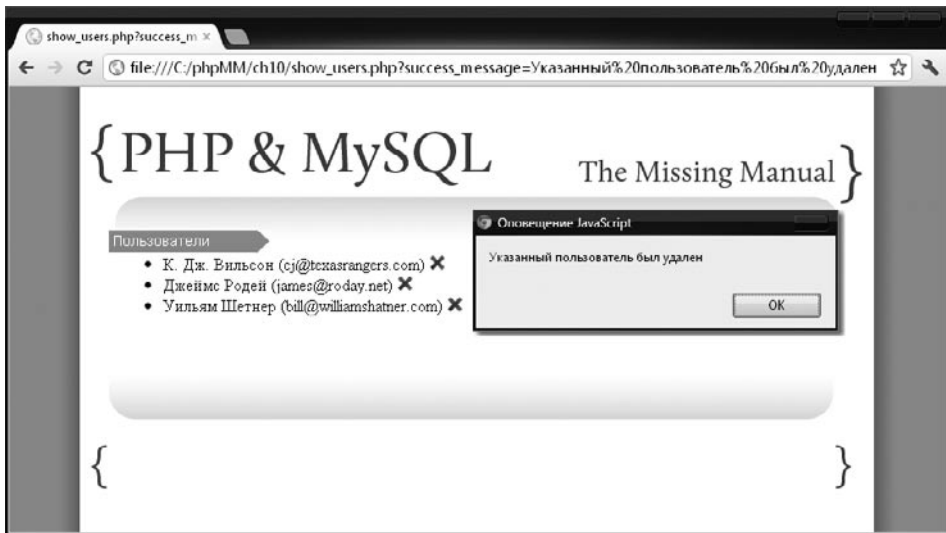 show_users.php?success_m
file:///C:/phpMM/ch10/show_users.php?success_message=Указанный%20пользователь%20был%20удален
{PHP & MySQL
The Missing Manual}
Пользователи
• К. Дж. Вильсон (cj@texasrangers.com) ✖
• Джеймс Родей (james@roday.net) ✖
• Уильям Шетнер (bill@williamshatner.com) ✖
Оповещение JavaScript
Указанный пользователь был удален
OK
{ }